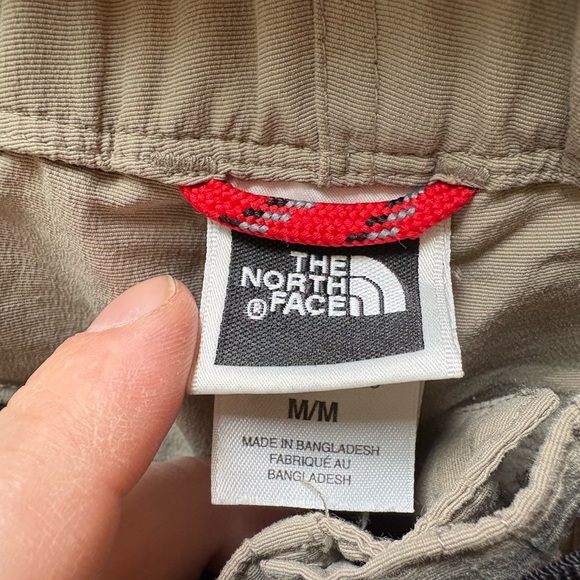 THE
NORTH
® FACE
M/M
MADE IN BANGLADESH
FABRIQUÉ AU
BANGLADESH